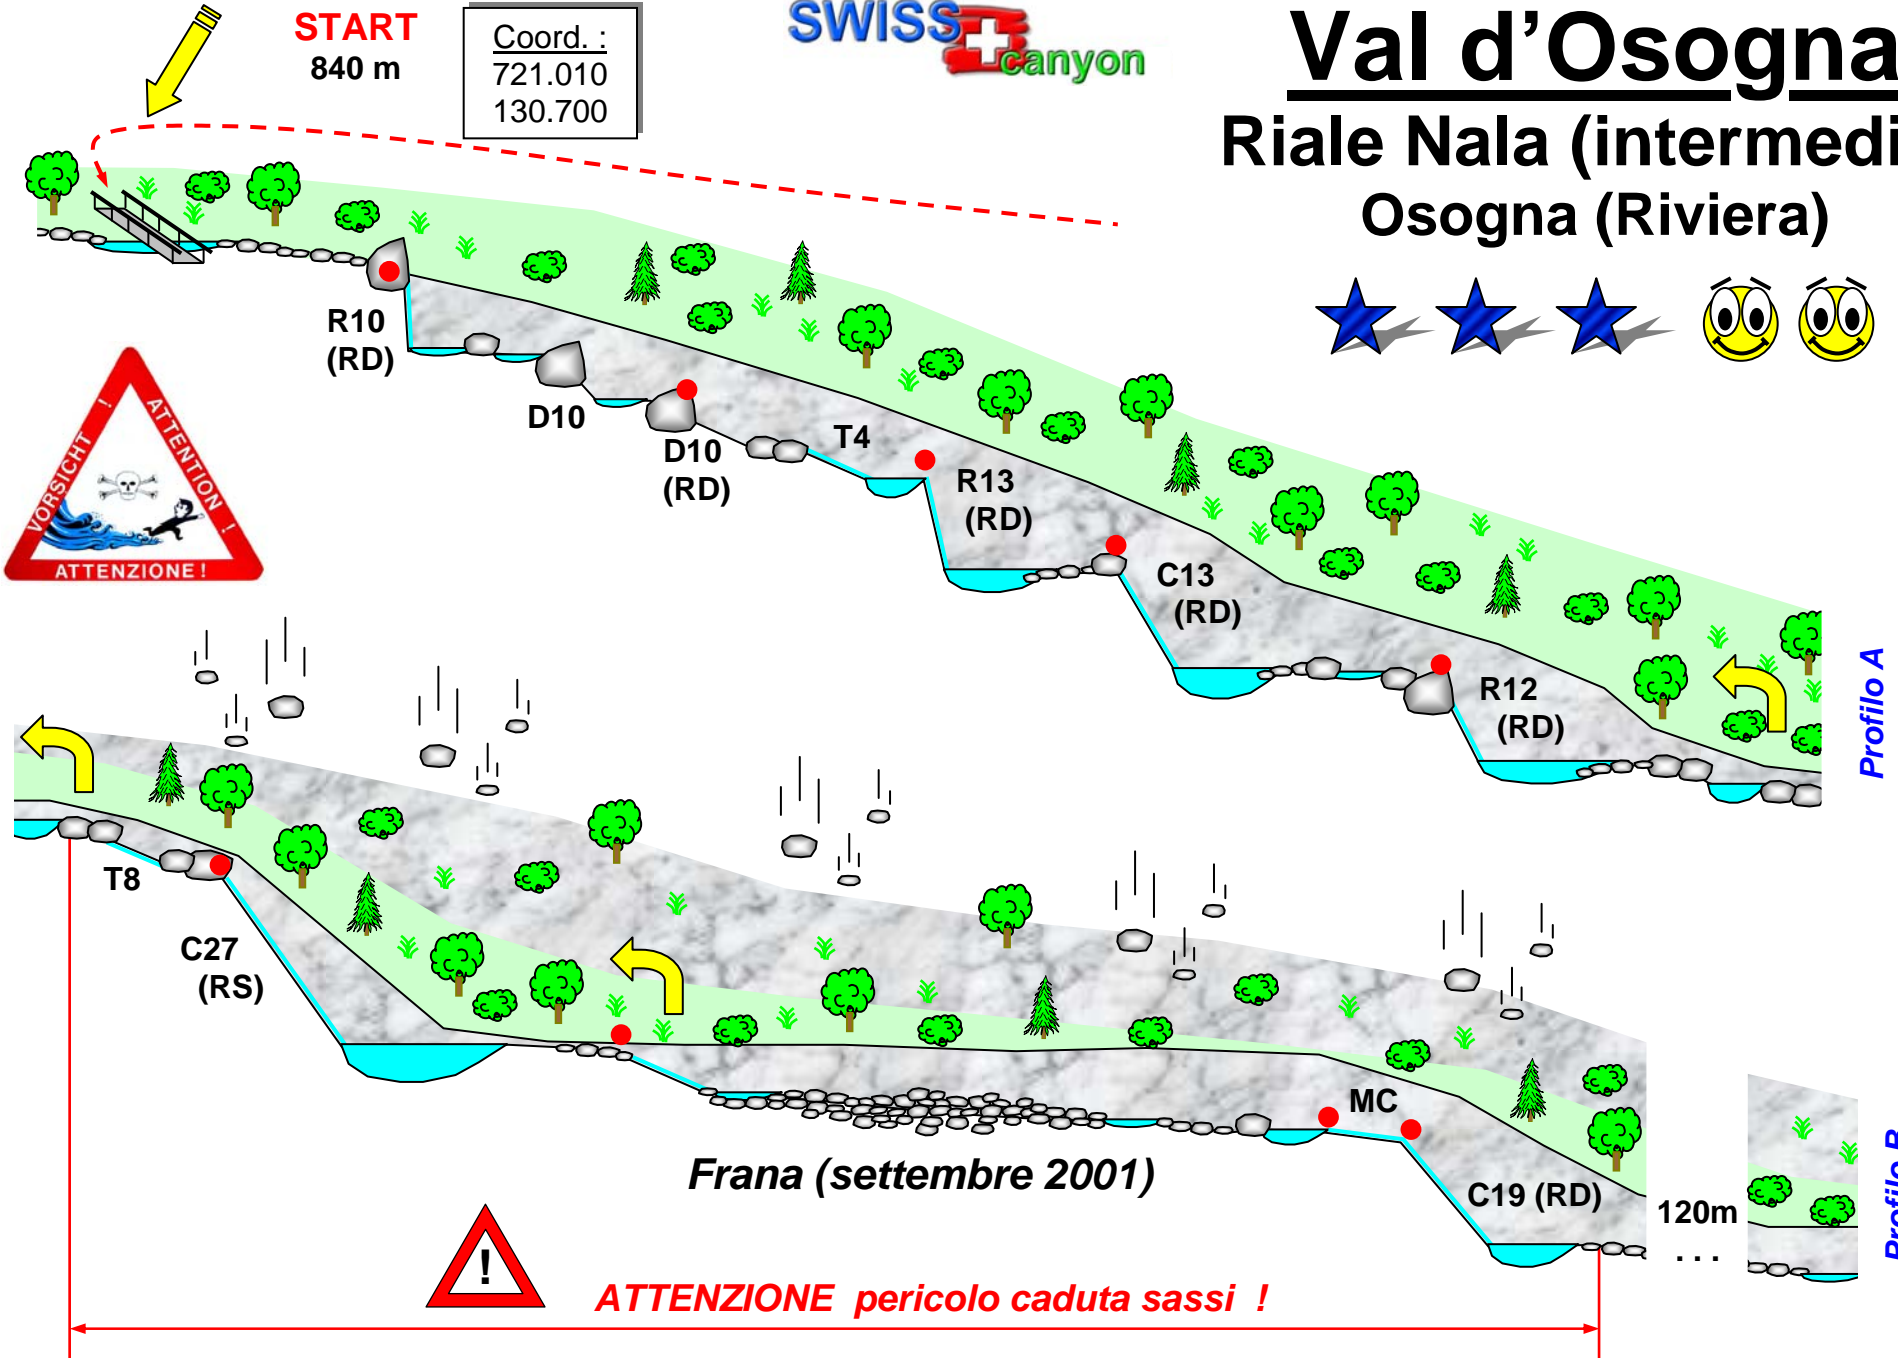 START
840 m
Coord. :
721.010
130.700
SWISS
canyon
Val d’Osogna
Riale Nala (intermedi
Osogna (Riviera)
R10
(RD)
D10
D10
(RD)
T4
R13
(RD)
C13
(RD)
R12
(RD)
Profilo A
VORSICHT !
ATTENTION !
ATTENZIONE !
T8
C27
(RS)
MC
C19 (RD)
120m
. . .
Profilo B
Frana (settembre 2001)
!
ATTENZIONE pericolo caduta sassi !